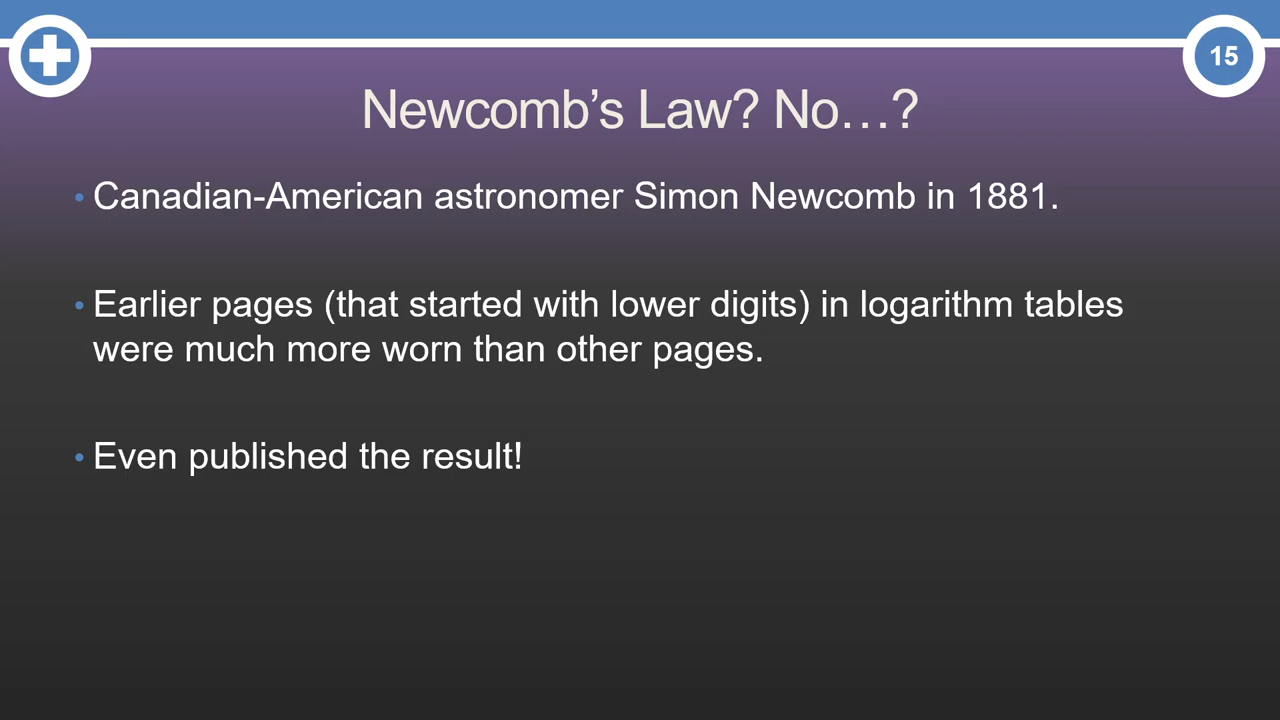 15
Newcomb’s Law? No…?
• Canadian-American astronomer Simon Newcomb in 1881.
• Earlier pages (that started with lower digits) in logarithm tables
were much more worn than other pages.
• Even published the result!